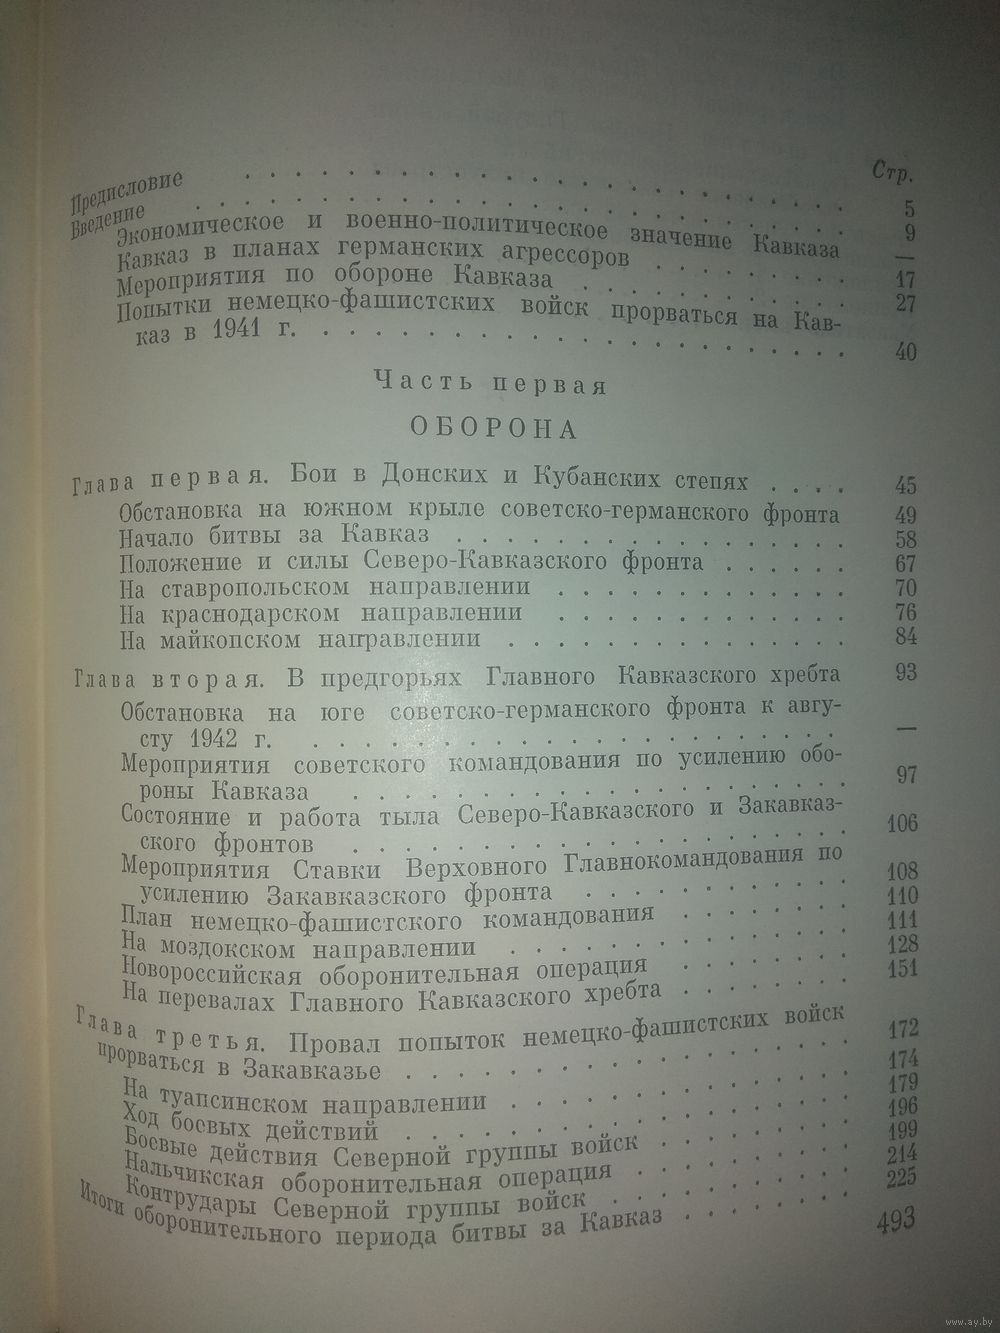 Стр.
Предисловие . . . . . . . . . . . . . . . . . . . . 5
Введение . . . . . . . . . . . . . . . . . . . . 9
Экономическое и военно-политическое значение Кавказа —
Кавказ в планах германских агрессоров . . . . . . . . 17
Мероприятия по обороне Кавказа . . . . . . . . . . . 27
Попытки немецко-фашистских войск прорваться на Кав-
каз в 1941 г. . . . . . . . . . . . . . . . . . . . . 40
Часть первая
ОБОРОНА
Глава первая. Бои в Донских и Кубанских степях . . . . 45
Обстановка на южном крыле советско-германского фронта 49
Начало битвы за Кавказ . . . . . . . . . . . . . . . 58
Положение и силы Северо-Кавказского фронта . . . . . . 67
На ставропольском направлении . . . . . . . . . . . . 70
На краснодарском направлении . . . . . . . . . . . . 76
На майкопском направлении . . . . . . . . . . . . . . 84
Глава вторая. В предгорьях Главного Кавказского хребта 93
Обстановка на юге советско-германского фронта к авгу-
сту 1942 г. . . . . . . . . . . . . . . . . . . . . . —
Мероприятия советского командования по усилению обо-
роны Кавказа . . . . . . . . . . . . . . . . . . . . 97
Состояние и работа тыла Северо-Кавказского и Закавказ-
ского фронтов . . . . . . . . . . . . . . . . . . . . 106
Мероприятия Ставки Верховного Главнокомандования по
усилению Закавказского фронта . . . . . . . . . . . 108
План немецко-фашистского командования . . . . . . . 110
На моздокском направлении . . . . . . . . . . . . . . 111
Новороссийская оборонительная операция . . . . . . . 128
На перевалах Главного Кавказского хребта . . . . . . . 151
Глава третья. Провал попыток немецко-фашистских войск
прорваться в Закавказье . . . . . . . . . . . . . . . 172
На туапсинском направлении . . . . . . . . . . . . . 174
Ход боевых действий . . . . . . . . . . . . . . . . . 179
Боевые действия Северной группы войск . . . . . . . . 196
Нальчикская оборонительная операция . . . . . . . . . 199
Контрудары Северной группы войск . . . . . . . . . . 214
Итоги оборонительного периода битвы за Кавказ . . . . . . . 225
493
www.ay.by